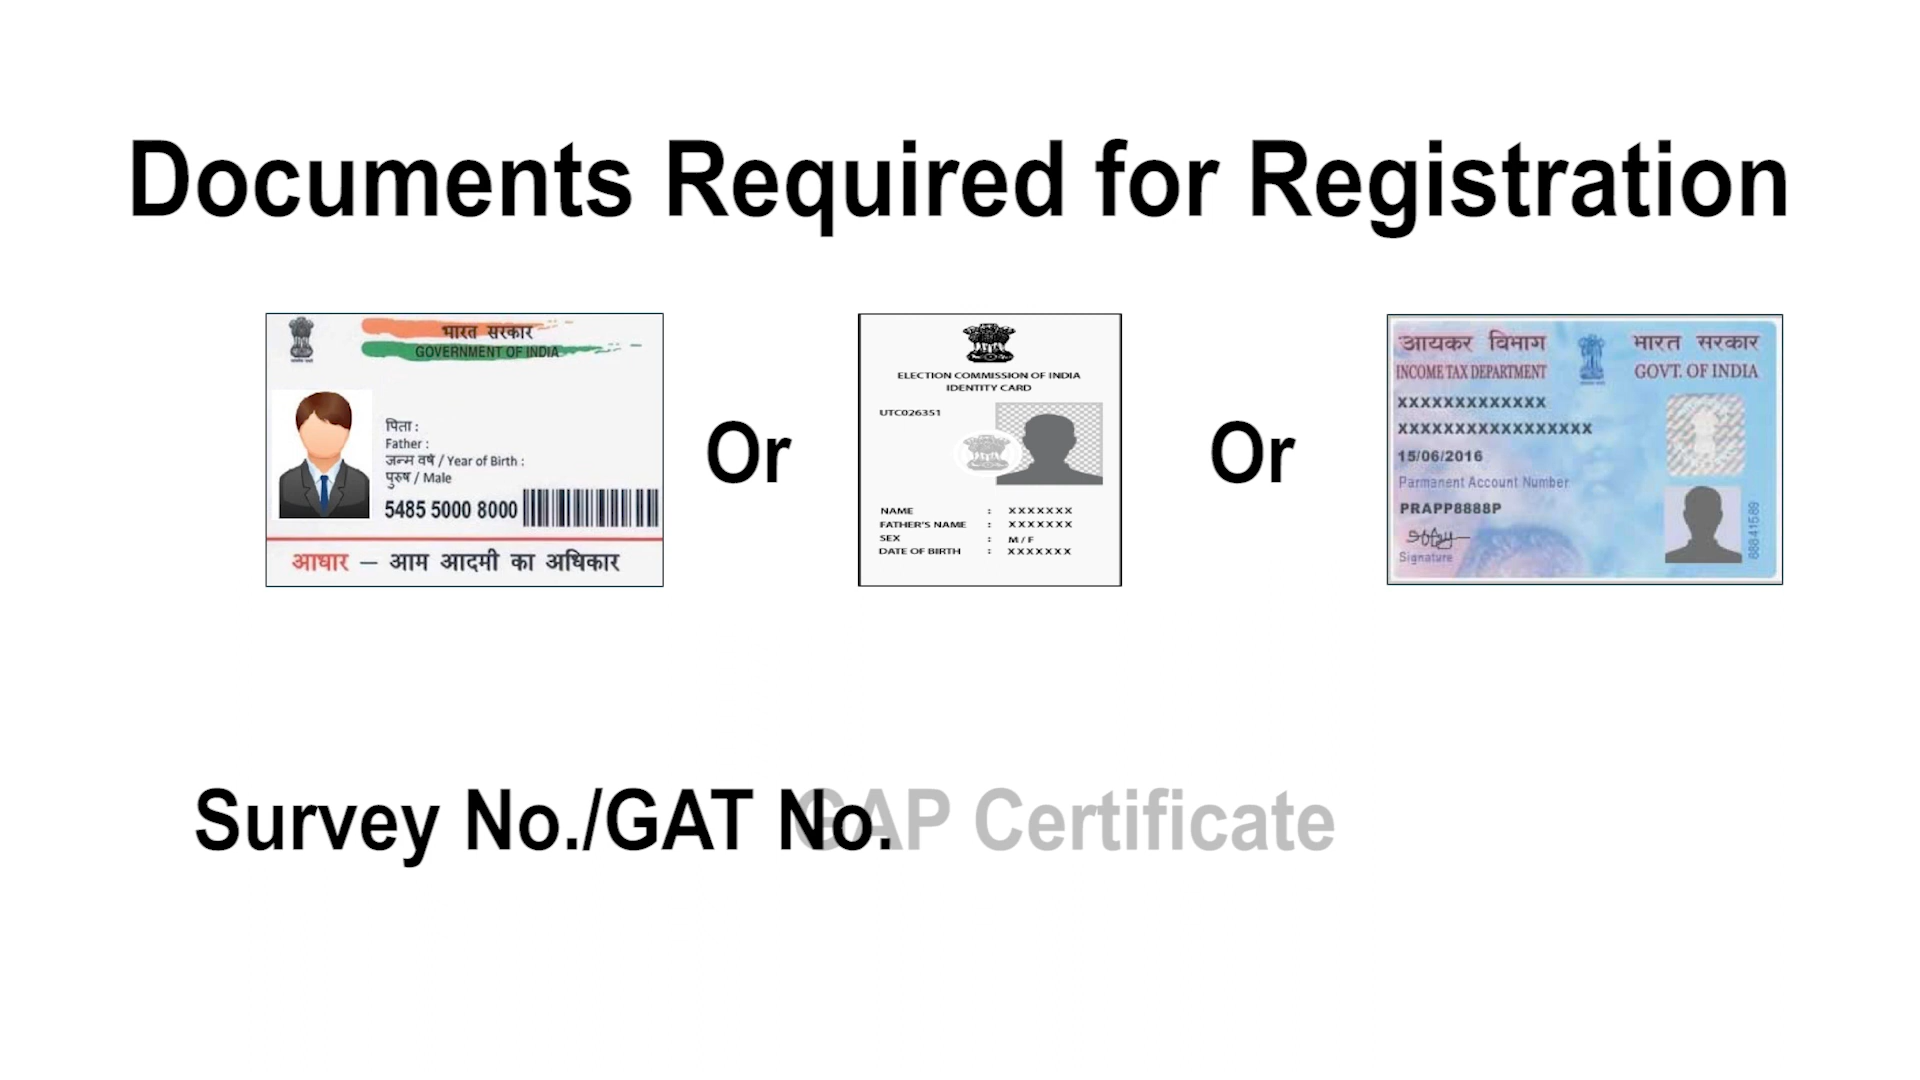 Documents Required for Registration
भारत सरकार
GOVERNMENT OF INDIA
पिता :
Father :
जन्म वर्ष / Year of Birth :
पुरुष / Male
5485 5000 8000
आधार – आम आदमी का अधिकार
Or
ELECTION COMMISSION OF INDIA
IDENTITY CARD
UTC026351
NAME : XXXXXXX
FATHER'S NAME : XXXXXXX
SEX : M / F
DATE OF BIRTH : XXXXXXX
Or
आयकर विभाग भारत सरकार
INCOME TAX DEPARTMENT GOVT. OF INDIA
XXXXXXXXXXXXX
XXXXXXXXXXXXXXXXX
15/06/2016
Parmanent Account Number
PRAPP8888P
Signature
88841589
Survey No./GAT No. GAP Certificate